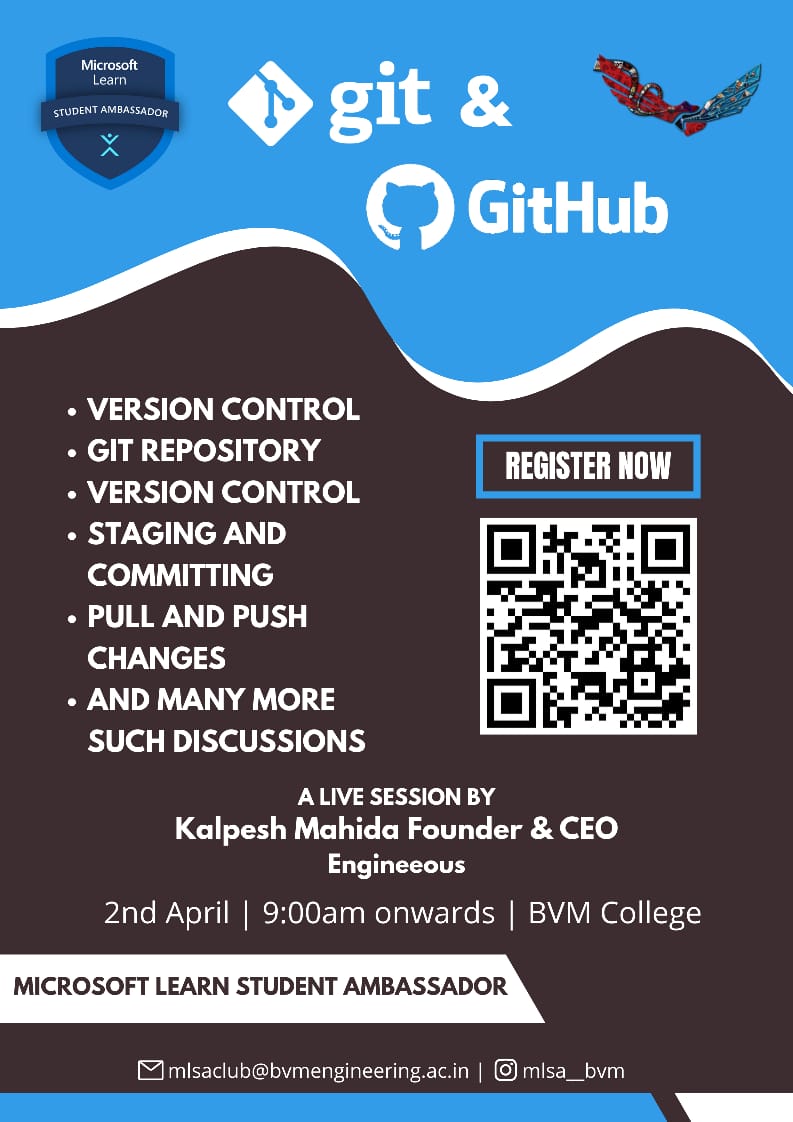 Microsoft
Learn
STUDENT AMBASSADOR
git &
GitHub
• VERSION CONTROL
• GIT REPOSITORY
• VERSION CONTROL
• STAGING AND
COMMITTING
• PULL AND PUSH
CHANGES
• AND MANY MORE
SUCH DISCUSSIONS
REGISTER NOW
A LIVE SESSION BY
Kalpesh Mahida Founder & CEO
Engineeous
2nd April | 9:00am onwards | BVM College
MICROSOFT LEARN STUDENT AMBASSADOR
mlsaclub@bvmengineering.ac.in | mlsa__bvm